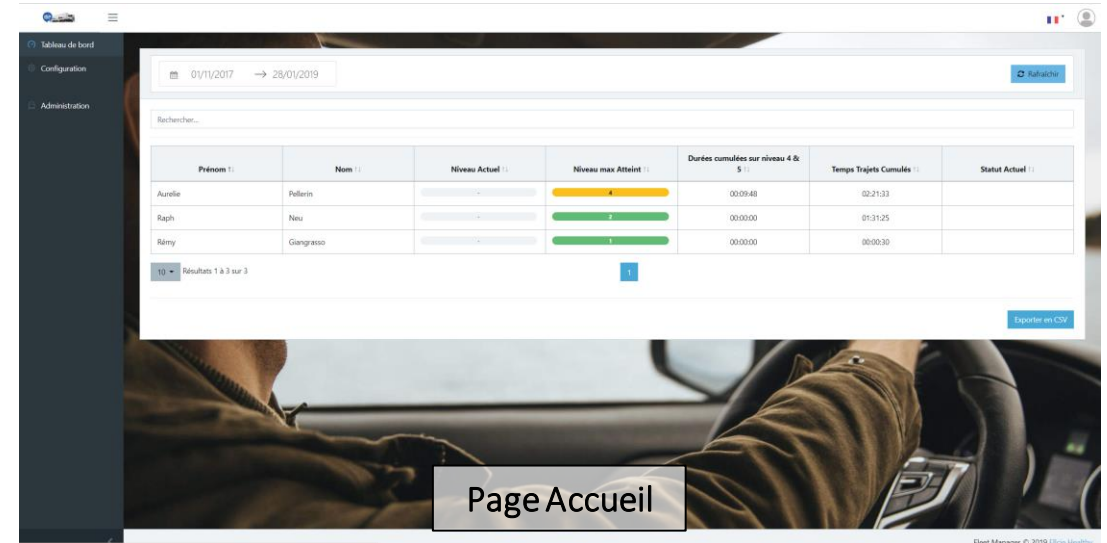 Tableau de bord
Configuration
Administration
01/11/2017 → 28/01/2019
Rafraîchir
Rechercher...
Prénom Nom Niveau Actuel Niveau max Atteint Durées cumulées sur niveau 4 & 5 Temps Trajets Cumulés Statut Actuel
Aurelie Pellerin - 4 00:09:48 02:21:33
Raph Neu - 2 00:00:00 01:31:25
Rémy Giangrasso - 1 00:00:00 00:00:30
10 Résultats 1 à 3 sur 3
1
Exporter en CSV
Page Accueil
Fleet Manager © 2019